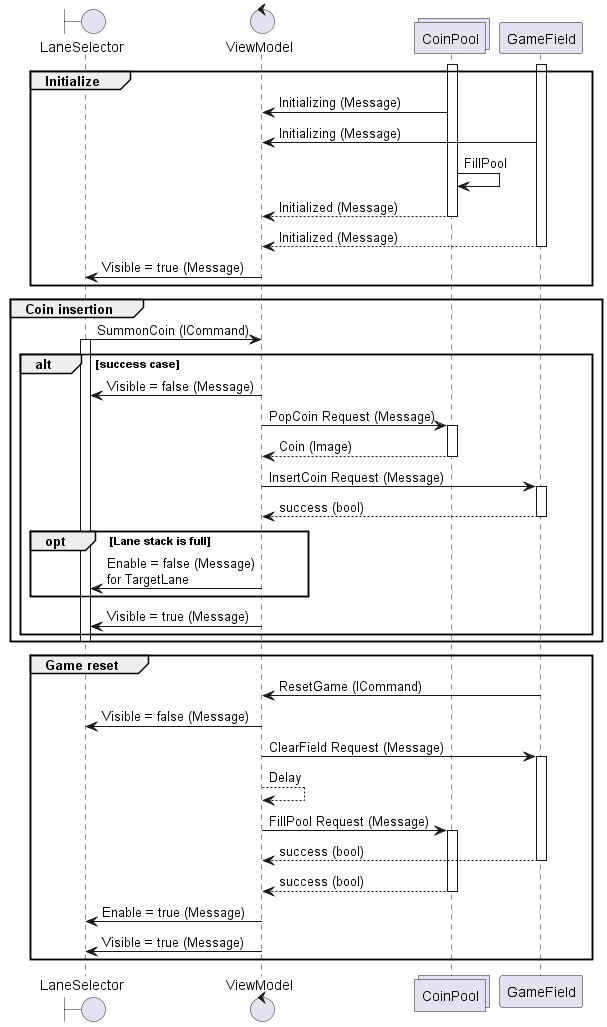 LaneSelector
ViewModel
CoinPool
GameField
Initialize
Initializing (Message)
Initializing (Message)
FillPool
Initialized (Message)
Initialized (Message)
Visible = true (Message)
Coin insertion
SummonCoin (ICommand)
alt
[success case]
Visible = false (Message)
PopCoin Request (Message)
Coin (Image)
InsertCoin Request (Message)
success (bool)
opt
[Lane stack is full]
Enable = false (Message)
for TargetLane
Visible = true (Message)
Game reset
ResetGame (ICommand)
Visible = false (Message)
ClearField Request (Message)
Delay
FillPool Request (Message)
success (bool)
success (bool)
Enable = true (Message)
Visible = true (Message)
LaneSelector
ViewModel
CoinPool
GameField